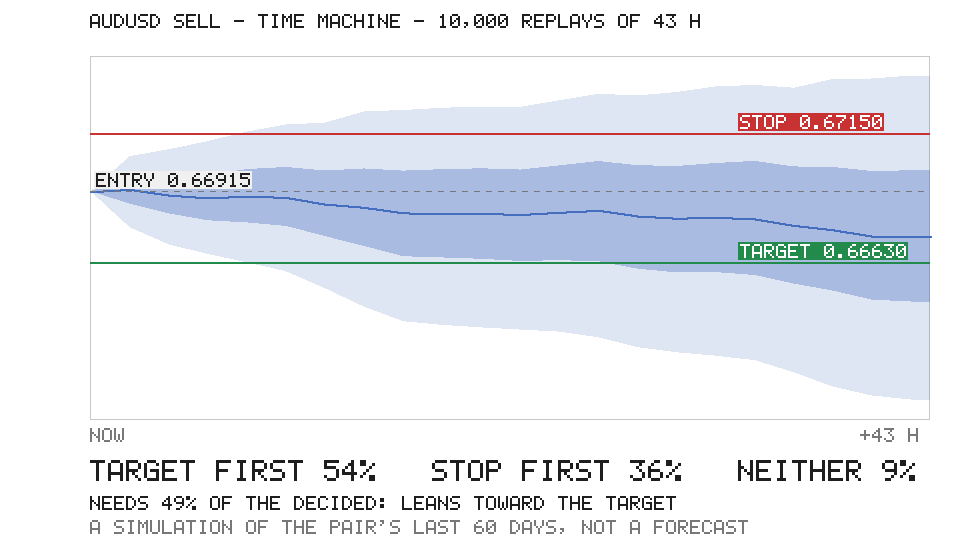 AUDUSD SELL - TIME MACHINE - 10,000 REPLAYS OF 43 H
STOP 0.67150
ENTRY 0.66915
TARGET 0.66630
NOW
+43 H
TARGET FIRST 54% STOP FIRST 36% NEITHER 9%
NEEDS 49% OF THE DECIDED: LEANS TOWARD THE TARGET
A SIMULATION OF THE PAIR'S LAST 60 DAYS, NOT A FORECAST